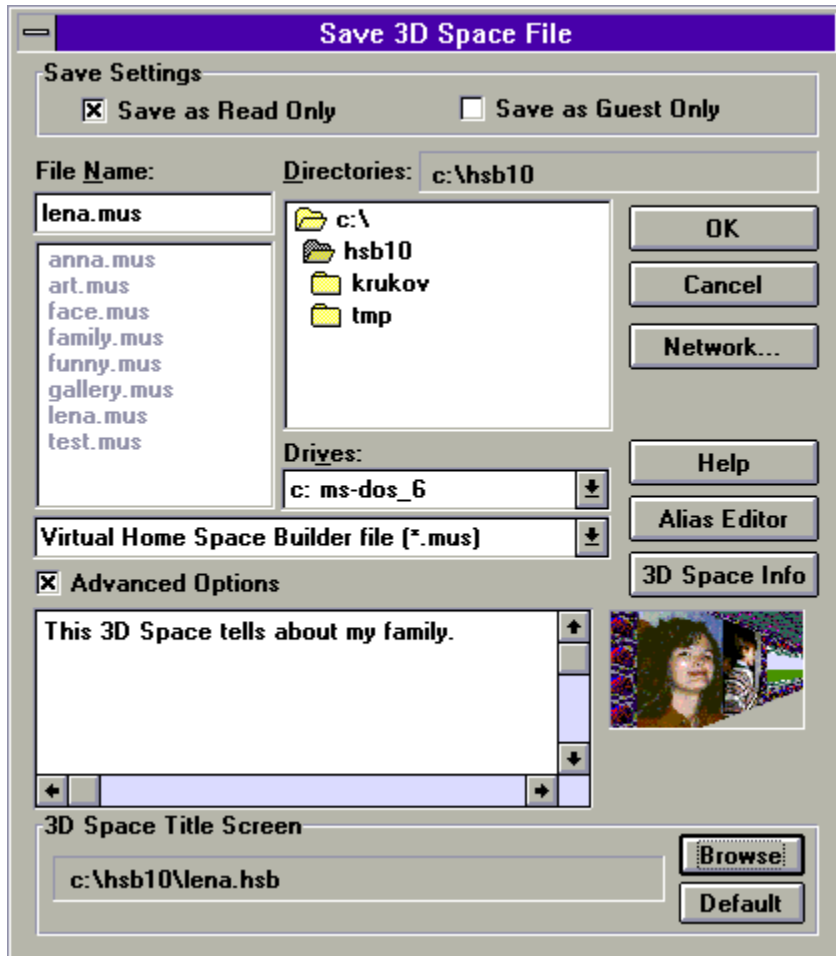 Save 3D Space File
Save Settings
Save as Read Only
Save as Guest Only
File Name:
Directories:
c:\hsb10
lena.mus
anna.mus
art.mus
face.mus
family.mus
funny.mus
gallery.mus
lena.mus
test.mus
c:\
hsb10
krukov
tmp
OK
Cancel
Network...
Drives:
c: ms-dos_6
Help
Alias Editor
3D Space Info
Virtual Home Space Builder file (*.mus)
Advanced Options
This 3D Space tells about my family.
3D Space Title Screen
c:\hsb10\lena.hsb
Browse
Default